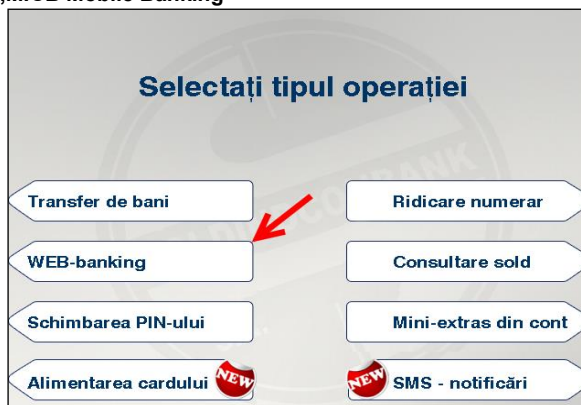 Mobile Banking
Selectați tipul operației
Transfer de bani
Ridicare numerar
WEB-banking
Consultare sold
Schimbarea PIN-ului
Mini-extras din cont
Alimentarea cardului NEW
NEW SMS - notificări